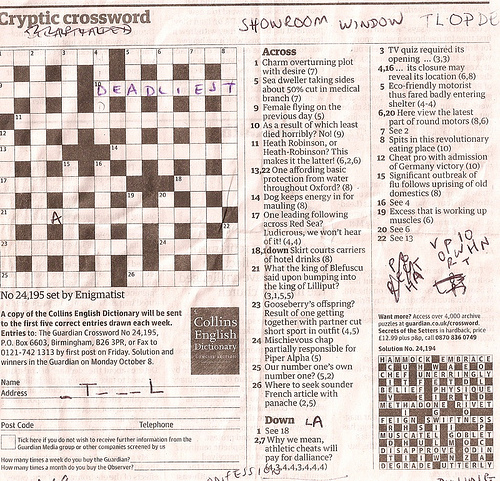 Cryptic crossword
SHOWROOM WINDOW TLOPDE
DEADLIEST
A
No 24,195 set by Enigmatist
A copy of the Collins English Dictionary will be sent
to the first five correct entries drawn each week.
Entries to: The Guardian Crossword No 24,195,
P.O. Box 6603, Birmingham, B26 3PR, or Fax to
0121-742 1313 by first post on Friday. Solution and
winners in the Guardian on Monday October 8.
Collins
English
Dictionary
Name
Address
T l
Post Code Telephone
Tick here if you do not wish to receive further information from the
Guardian Media group or other companies screened by us
How many times a week do you buy the Guardian?
How many times a month do you buy the Observer?
Across
1 Charm overturning plot
with desire (7)
5 Sea dweller taking sides
about 50% cut in medical
branch (7)
9 Female flying on the
previous day (5)
10 As a result of which least
died horribly? No! (9)
11 Heath Robinson, or
Heath-Robinson? This
makes it the latter! (6,2,6)
13,22 One affording basic
protection from water
throughout Oxford? (8)
14 Dog keeps energy in for
mauling (8)
17 One leading following
across Red Sea?
Ludicrous, we won't hear
of it! (4,4)
18,1down Skirt courts carriers
of hotel drinks (8)
21 What the king of Blefuscu
said upon bumping into
the king of Lilliput?
(3,1,5,5)
23 Gooseberry's offspring?
Result of one getting
together with partner cut
short sport in outfit (4,5)
24 Mischievous chap
partially responsible for
Piper Alpha (5)
25 Our number one's own
number one? (5,2)
26 Where to seek sounder
French article with
panache (2,5)
Down LA
1 See 18
2,7 Why we mean,
athletic cheats will
pay for dalliance?
3 TV quiz required its
opening ... (3,3)
4,16 ... its closure may
reveal its location (6,8)
5 Eco-friendly motorist
thus fared badly entering
shelter (4-4)
6,20 Here view the latest
part of round motors (8,6)
7 See 2
8 Spits in this revolutionary
eating place (10)
12 Cheat pro with admission
of Germany victory (10)
15 Significant outbreak of
flu follows uprising of old
domestics (8)
16 See 4
19 Excess that is working up
muscles (6)
20 See 6
22 See 13
Want more? Access over 4,000 archive
puzzles at guardian.co.uk/crossword.
Secrets of the Setters is hardback, price
£12.99 plus p&p, call 0870 836 0749
Solution No. 24,194
HAMMOCK EMBRACE
CHEF UNERRINGLY
BELIEF PHYSIQUE
METHADONE RIVET
FEIGN SWIFTNESS
MUSCATEL GOBLET
DISAPPROVE ODIN
DEGRADE UTTERLY